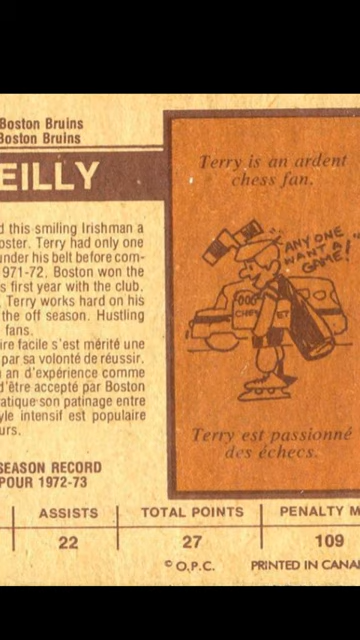 Boston Bruins
Boston Bruins
EILLY
d this smiling Irishman a
oster. Terry had only one
under his belt before com-
971-72. Boston won the
s first year with the club.
, Terry works hard on his
the off season. Hustling
fans.
ire facile s'est mérité une
par sa volonté de réussir.
an d'expérience comme
d'être accepté par Boston
ratique son patinage entre
yle intensif est populaire
urs.
SEASON RECORD
POUR 1972-73
Terry is an ardent
chess fan.
ANYONE
WANT A
GAME!
Terry est passionné
des échecs.
ASSISTS TOTAL POINTS PENALTY M
22 27 109
© O.P.C. PRINTED IN CANA